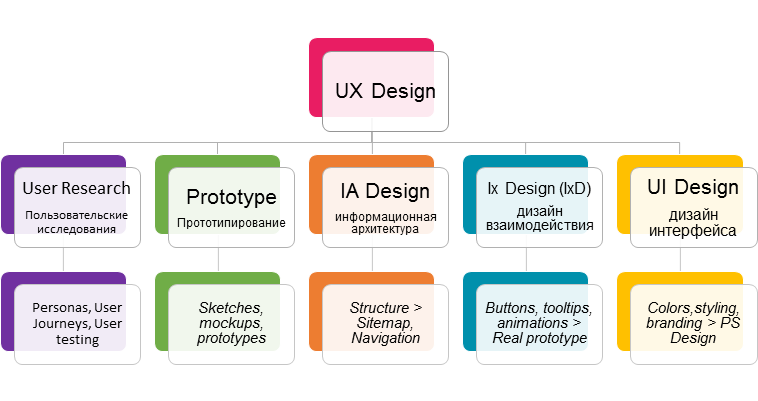 UX Design
User Research
Пользовательские
исследования
Prototype
Прототипирование
IA Design
информационная
архитектура
Ix Design (IxD)
дизайн
взаимодействия
UI Design
дизайн
интерфейса
Personas, User
Journeys, User
testing
Sketches,
mockups,
prototypes
Structure >
Sitemap,
Navigation
Buttons, tooltips,
animations >
Real prototype
Colors,styling,
branding > PS
Design